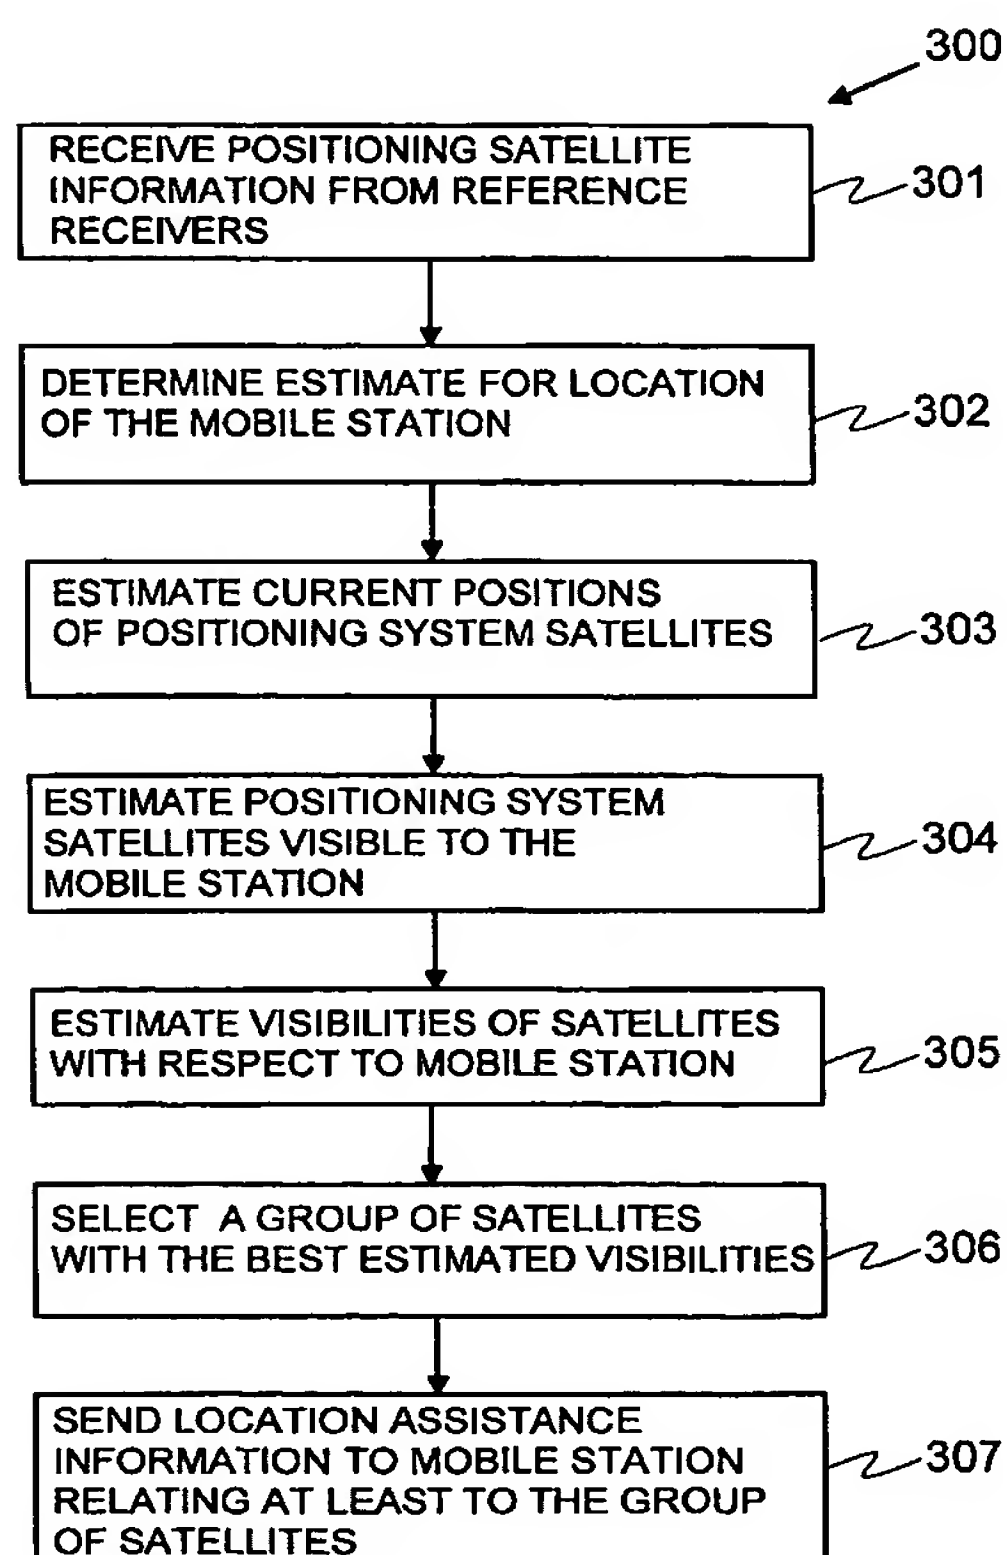 300
RECEIVE POSITIONING SATELLITE
INFORMATION FROM REFERENCE
RECEIVERS
301
DETERMINE ESTIMATE FOR LOCATION
OF THE MOBILE STATION
302
ESTIMATE CURRENT POSITIONS
OF POSITIONING SYSTEM SATELLITES
303
ESTIMATE POSITIONING SYSTEM
SATELLITES VISIBLE TO THE
MOBILE STATION
304
ESTIMATE VISIBILITIES OF SATELLITES
WITH RESPECT TO MOBILE STATION
305
SELECT A GROUP OF SATELLITES
WITH THE BEST ESTIMATED VISIBILITIES
306
SEND LOCATION ASSISTANCE
INFORMATION TO MOBILE STATION
RELATING AT LEAST TO THE GROUP
OF SATELLITES
307